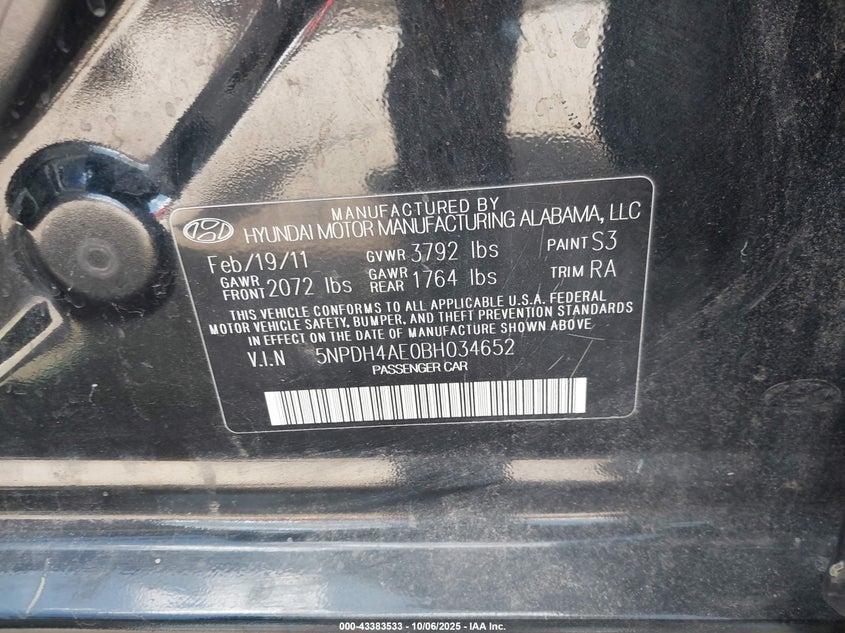 MANUFACTURED BY
HYUNDAI MOTOR MANUFACTURING ALABAMA, LLC
Feb/19/11 GVWR 3792 lbs PAINT S3
GAWR FRONT 2072 lbs GAWR REAR 1764 lbs TRIM RA
THIS VEHICLE CONFORMS TO ALL APPLICABLE U.S.A. FEDERAL
MOTOR VEHICLE SAFETY, BUMPER, AND THEFT PREVENTION STANDARDS
IN EFFECT ON THE DATE OF MANUFACTURE SHOWN ABOVE
V.I.N 5NPDH4AE0BH034652
PASSENGER CAR
000-43383533 - 10/06/2025 - IAA Inc.